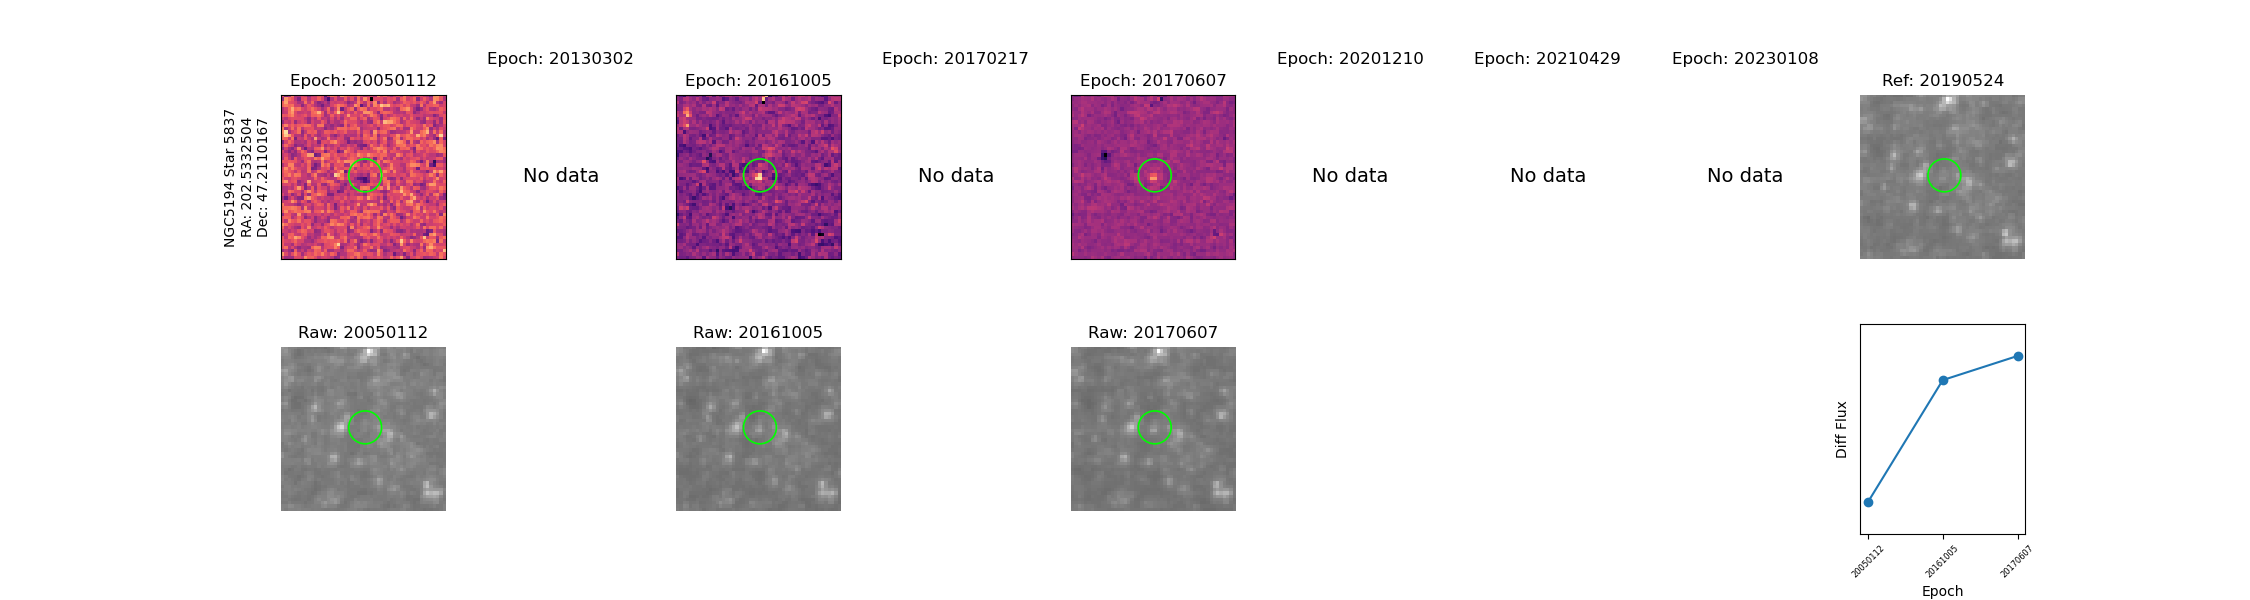 Epoch: 20050112
Epoch: 20130302
Epoch: 20161005
Epoch: 20170217
Epoch: 20170607
Epoch: 20201210
Epoch: 20210429
Epoch: 20230108
Ref: 20190524
NGC5194 Star 5837
RA: 202.5332504
Dec: 47.2110167
No data
No data
No data
No data
No data
Raw: 20050112
Raw: 20161005
Raw: 20170607
Diff Flux
20050112
20161005
20170607
Epoch